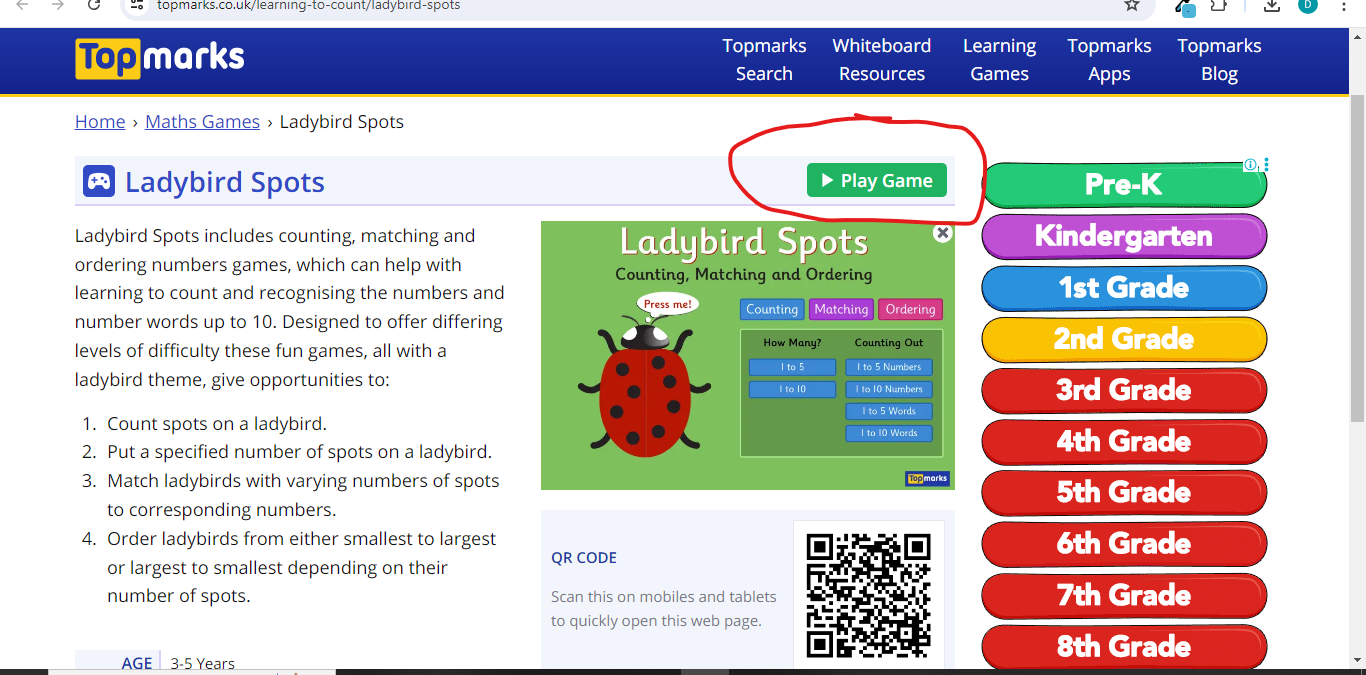 topmarks.co.uk/learning-to-count/ladybird-spots
D
Topmarks
Topmarks Search
Whiteboard Resources
Learning Games
Topmarks Apps
Topmarks Blog
Home › Maths Games › Ladybird Spots
Ladybird Spots
Play Game
Ladybird Spots includes counting, matching and
ordering numbers games, which can help with
learning to count and recognising the numbers and
number words up to 10. Designed to offer differing
levels of difficulty these fun games, all with a
ladybird theme, give opportunities to:
1. Count spots on a ladybird.
2. Put a specified number of spots on a ladybird.
3. Match ladybirds with varying numbers of spots
to corresponding numbers.
4. Order ladybirds from either smallest to largest
or largest to smallest depending on their
number of spots.
AGE 3-5 Years
Ladybird Spots
Counting, Matching and Ordering
Press me!
Counting Matching Ordering
How Many? Counting Out
1 to 5 1 to 5 Numbers
1 to 10 1 to 10 Numbers
1 to 5 Words
1 to 10 Words
Topmarks
QR CODE
Scan this on mobiles and tablets
to quickly open this web page.
Pre-K
Kindergarten
1st Grade
2nd Grade
3rd Grade
4th Grade
5th Grade
6th Grade
7th Grade
8th Grade